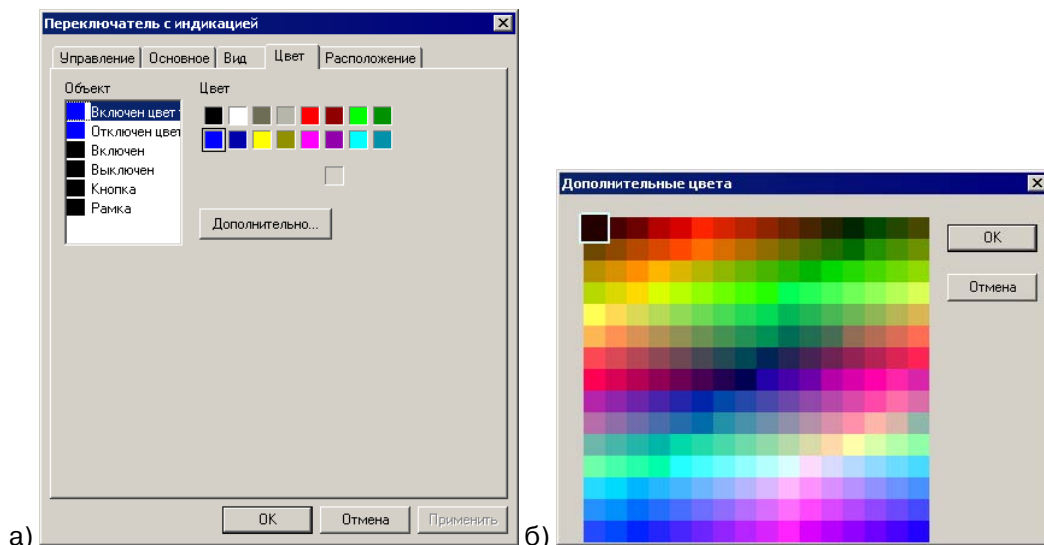 Переключатель с индикацией
Управление Основное Вид Цвет Расположение
Объект Цвет
Включен цвет
Отключен цвет
Включен
Выключен
Кнопка
Рамка
Дополнительно...
а) OK Отмена Применить
Дополнительные цвета
OK
Отмена
б)